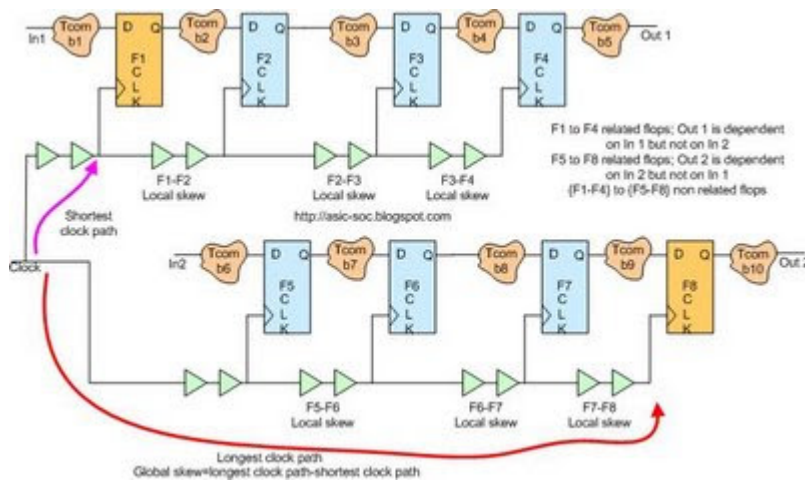 In1
Tcom
b1
D Q
F1
C
L
K
Tcom
b2
D Q
F2
C
L
K
Tcom
b3
D Q
F3
C
L
K
Tcom
b4
D Q
F4
C
L
K
Tcom
b5
Out 1
F1 to F4 related flops; Out 1 is dependent
on In 1 but not on In 2
F5 to F8 related flops; Out 2 is dependent
on In 2 but not on In 1
{F1-F4} to {F5-F8} non related flops
F1-F2
Local skew
F2-F3
Local skew
F3-F4
Local skew
Shortest
clock path
http://asic-soc.blogspot.com
Clock
In2
Tcom
b6
D Q
F5
C
L
K
Tcom
b7
D Q
F6
C
L
K
Tcom
b8
D Q
F7
C
L
K
Tcom
b9
D Q
F8
C
L
K
Tcom
b10
Out 2
F5-F6
Local skew
F6-F7
Local skew
F7-F8
Local skew
Longest clock path
Global skew=longest clock path-shortest clock path